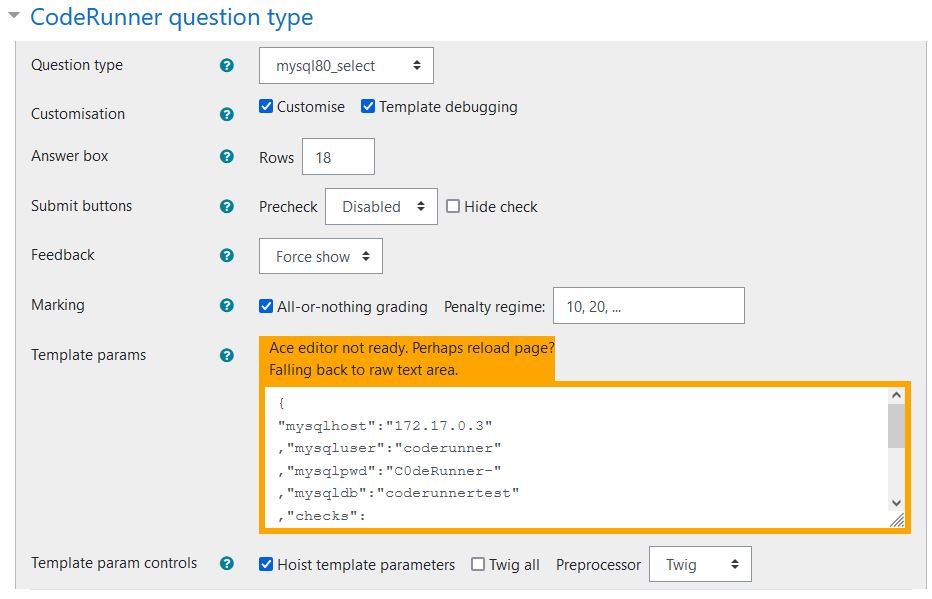 CodeRunner question type
Question type ? mysql80_select
Customisation ? Customise Template debugging
Answer box ? Rows 18
Submit buttons ? Precheck Disabled Hide check
Feedback ? Force show
Marking ? All-or-nothing grading Penalty regime: 10, 20, ...
Template params ? Ace editor not ready. Perhaps reload page?
Falling back to raw text area.
{
"mysqlhost":"172.17.0.3"
,"mysqluser":"coderunner"
,"mysqlpwd":"C0deRunner-"
,"mysqldb":"coderunnertest"
,"checks":
Template param controls ? Hoist template parameters Twig all Preprocessor Twig